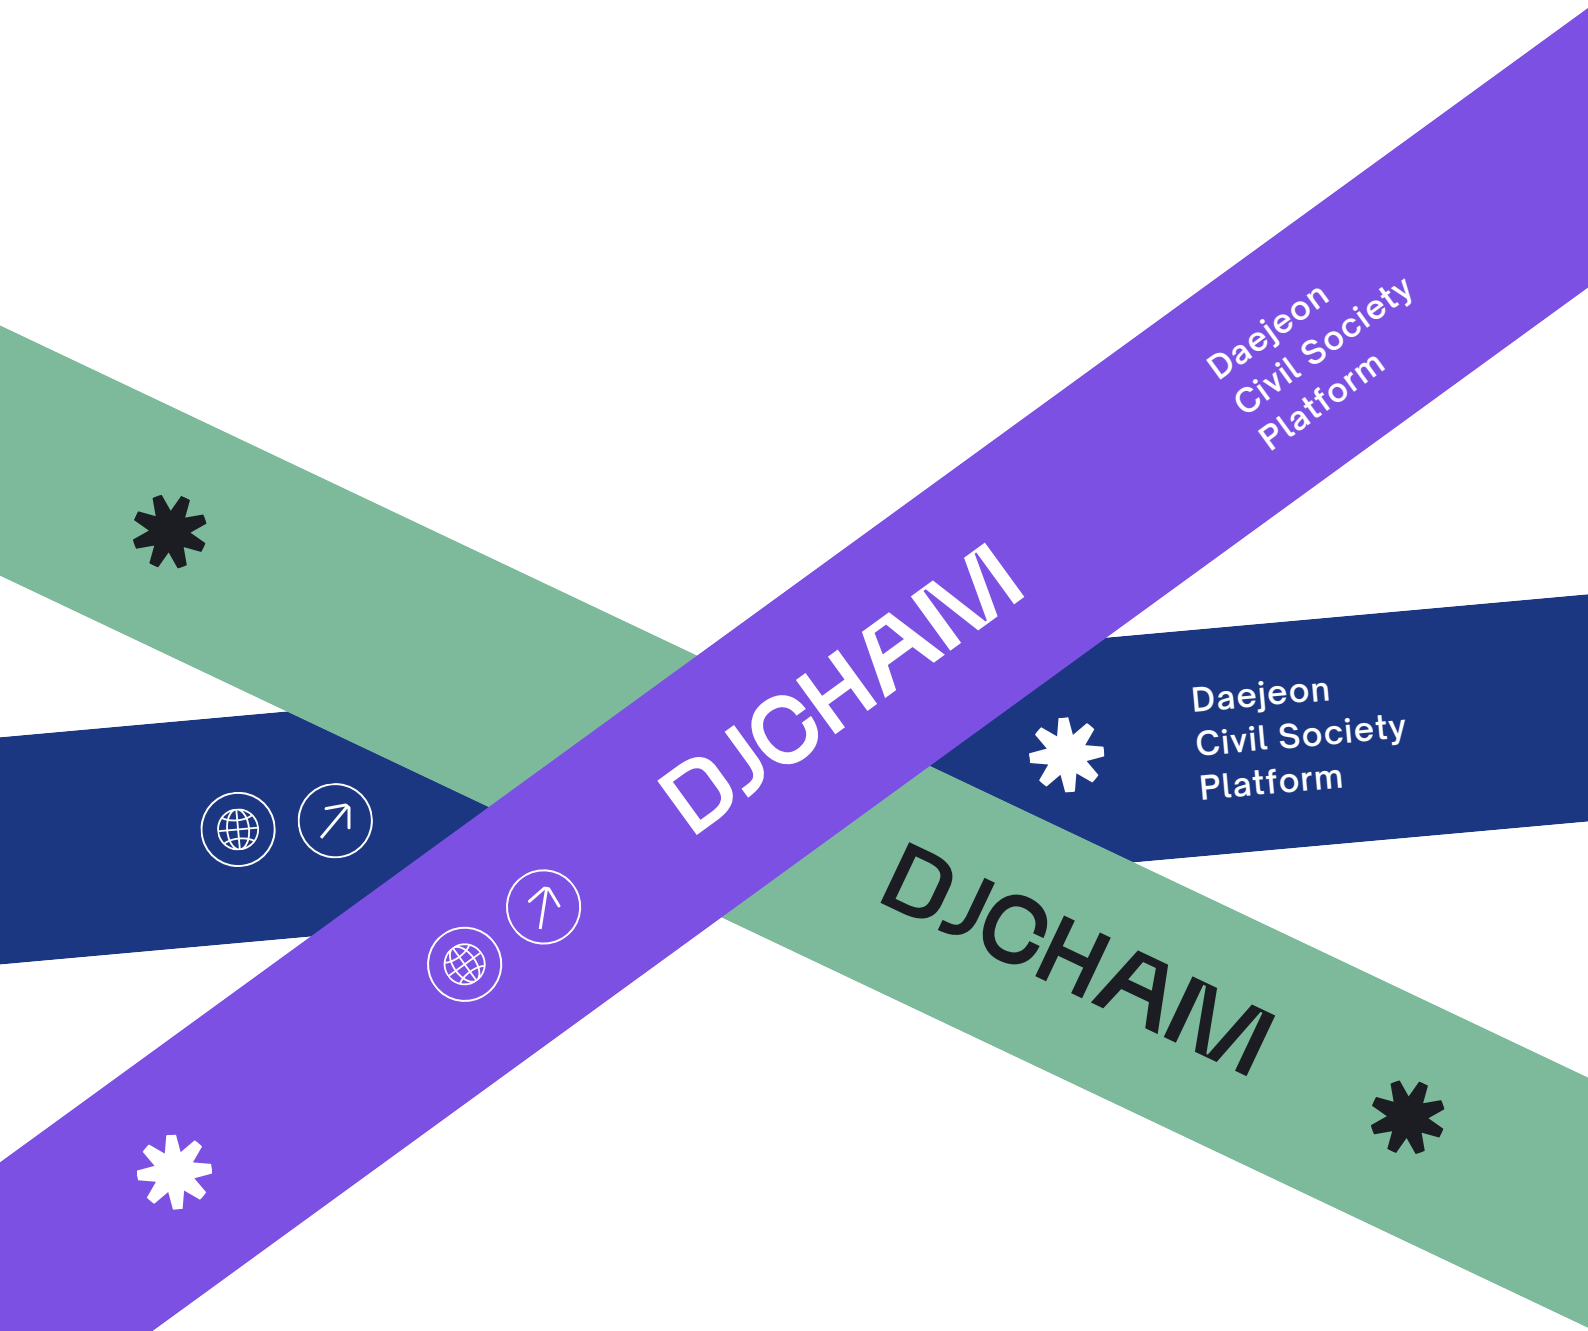 Daejeon
Civil Society
Platform
DJCHAM
Daejeon
Civil Society
Platform
DJCHAM